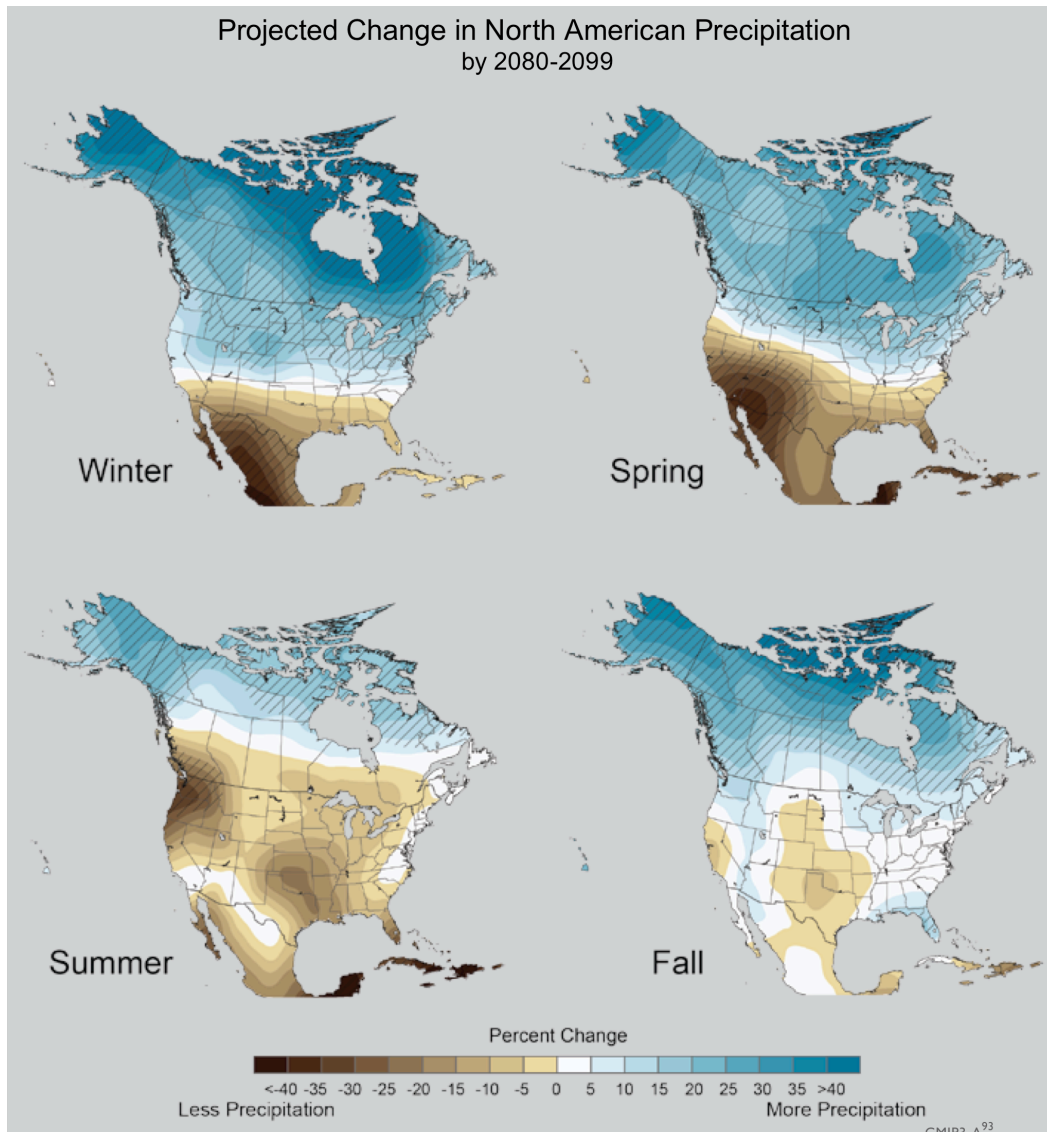 Projected Change in North American Precipitation
by 2080-2099
Winter
Spring
Summer
Fall
Percent Change
<-40 -35 -30 -25 -20 -15 -10 -5 0 5 10 15 20 25 30 35 >40
Less Precipitation
More Precipitation
93